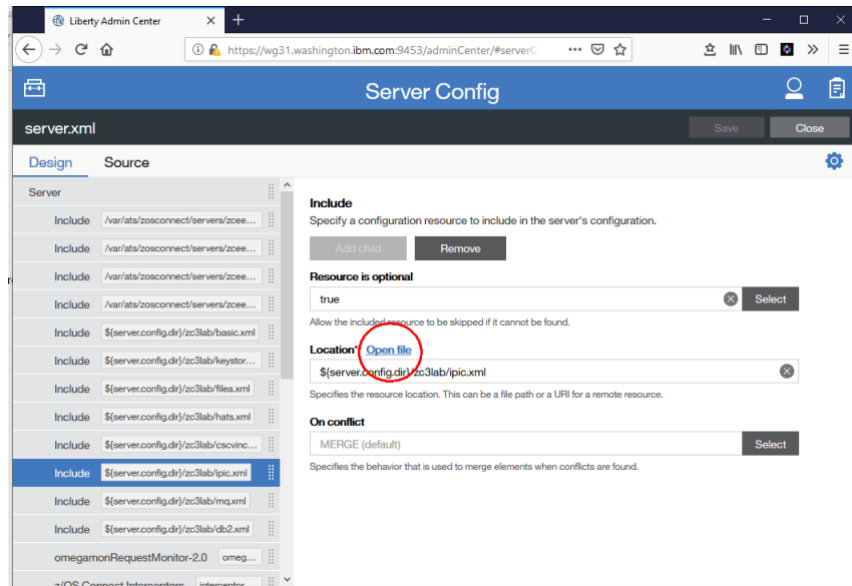 Liberty Admin Center
https://wg31.washington.ibm.com:9453/adminCenter/#serverC
Server Config
server.xml
Save
Close
Design
Source
Server
Include
Specify a configuration resource to include in the server's configuration.
Include /var/ats/zosconnect/servers/zcee...
Include /var/ats/zosconnect/servers/zcee...
Include /var/ats/zosconnect/servers/zcee...
Include /var/ats/zosconnect/servers/zcee...
Include ${server.config.dir}/zc3lab/basic.xml
Include ${server.config.dir}/zc3lab/keystor...
Include ${server.config.dir}/zc3lab/filea.xml
Include ${server.config.dir}/zc3lab/hats.xml
Include ${server.config.dir}/zc3lab/cscvinc...
Include ${server.config.dir}/zc3lab/ipic.xml
Include ${server.config.dir}/zc3lab/mq.xml
Include ${server.config.dir}/zc3lab/db2.xml
omegamonRequestMonitor-2.0 omeg...
z/OS Connect Interceptors interceptor
Add child
Remove
Resource is optional
true
Select
Allow the included resource to be skipped if it cannot be found.
Location* Open file
${server.config.dir}/zc3lab/ipic.xml
Specifies the resource location. This can be a file path or a URI for a remote resource.
On conflict
MERGE (default)
Select
Specifies the behavior that is used to merge elements when conflicts are found.